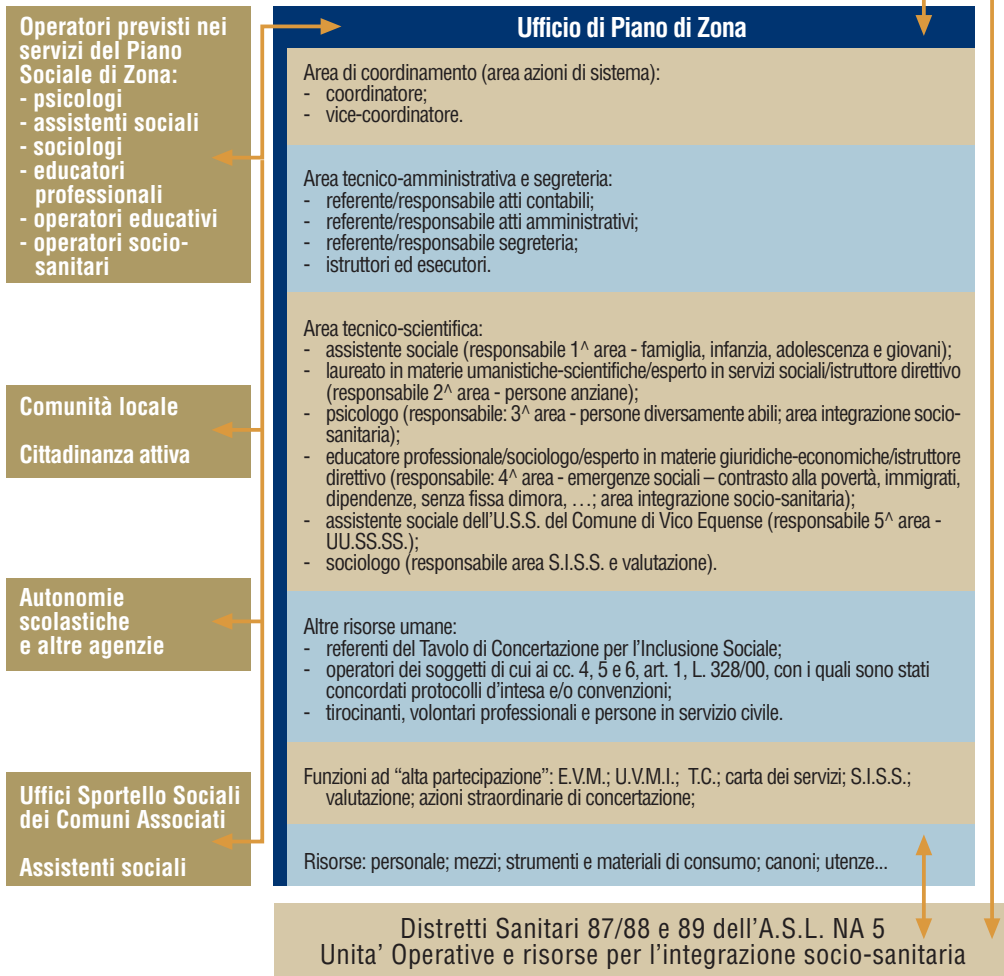 Operatori previsti nei
servizi del Piano
Sociale di Zona:
- psicologi
- assistenti sociali
- sociologi
- educatori
professionali
- operatori educativi
- operatori socio-
sanitari
Comunità locale
Cittadinanza attiva
Autonomie
scolastiche
e altre agenzie
Uffici Sportello Sociali
dei Comuni Associati
Assistenti sociali
Ufficio di Piano di Zona
Area di coordinamento (area azioni di sistema):
- coordinatore;
- vice-coordinatore.
Area tecnico-amministrativa e segreteria:
- referente/responsabile atti contabili;
- referente/responsabile atti amministrativi;
- referente/responsabile segreteria;
- istruttori ed esecutori.
Area tecnico-scientifica:
- assistente sociale (responsabile 1^ area - famiglia, infanzia, adolescenza e giovani);
- laureato in materie umanistiche-scientifiche/esperto in servizi sociali/istruttore direttivo
(responsabile 2^ area - persone anziane);
- psicologo (responsabile: 3^ area - persone diversamente abili; area integrazione socio-
sanitaria);
- educatore professionale/sociologo/esperto in materie giuridiche-economiche/istruttore
direttivo (responsabile: 4^ area - emergenze sociali – contrasto alla povertà, immigrati,
dipendenze, senza fissa dimora, …; area integrazione socio-sanitaria);
- assistente sociale dell'U.S.S. del Comune di Vico Equense (responsabile 5^ area -
UU.SS.SS.);
- sociologo (responsabile area S.I.S.S. e valutazione).
Altre risorse umane:
- referenti del Tavolo di Concertazione per l'Inclusione Sociale;
- operatori dei soggetti di cui ai cc. 4, 5 e 6, art. 1, L. 328/00, con i quali sono stati
concordati protocolli d'intesa e/o convenzioni;
- tirocinanti, volontari professionali e persone in servizio civile.
Funzioni ad “alta partecipazione”: E.V.M.; U.V.M.I.; T.C.; carta dei servizi; S.I.S.S.;
valutazione; azioni straordinarie di concertazione;
Risorse: personale; mezzi; strumenti e materiali di consumo; canoni; utenze...
Distretti Sanitari 87/88 e 89 dell'A.S.L. NA 5
Unita' Operative e risorse per l'integrazione socio-sanitaria